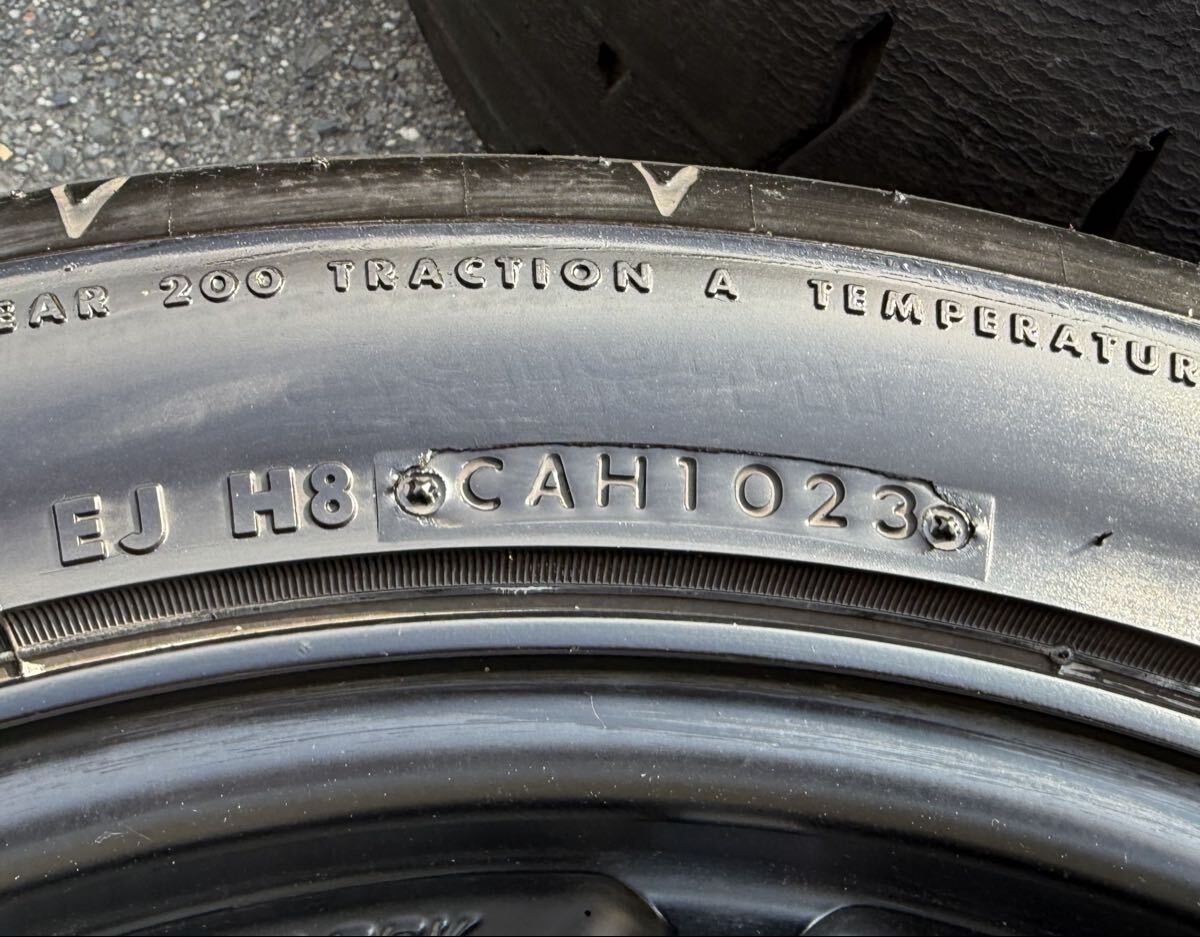 EAR 200 TRACTION A TEMPERATUR
EJ H8 CAH1023